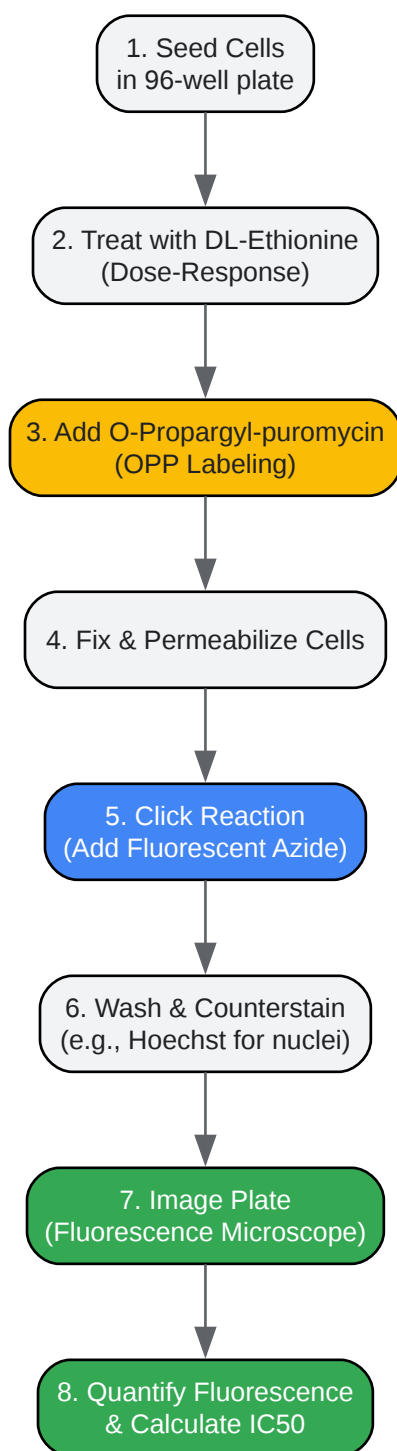 1. Seed Cells
in 96-well plate
2. Treat with DL-Ethionine
(Dose-Response)
3. Add O-Propargyl-puromycin
(OPP Labeling)
4. Fix & Permeabilize Cells
5. Click Reaction
(Add Fluorescent Azide)
6. Wash & Counterstain
(e.g., Hoechst for nuclei)
7. Image Plate
(Fluorescence Microscope)
8. Quantify Fluorescence
& Calculate IC50